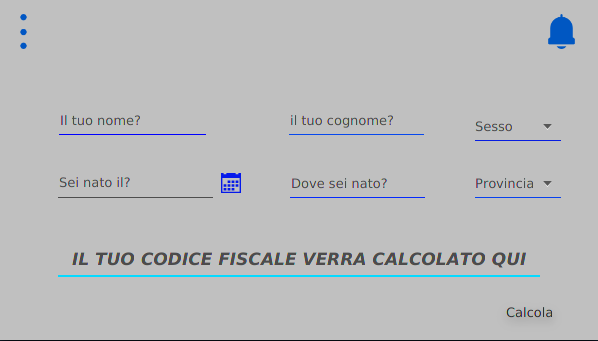 Il tuo nome?
il tuo cognome?
Sesso
Sei nato il?
Dove sei nato?
Provincia
IL TUO CODICE FISCALE VERRA CALCOLATO QUI
Calcola